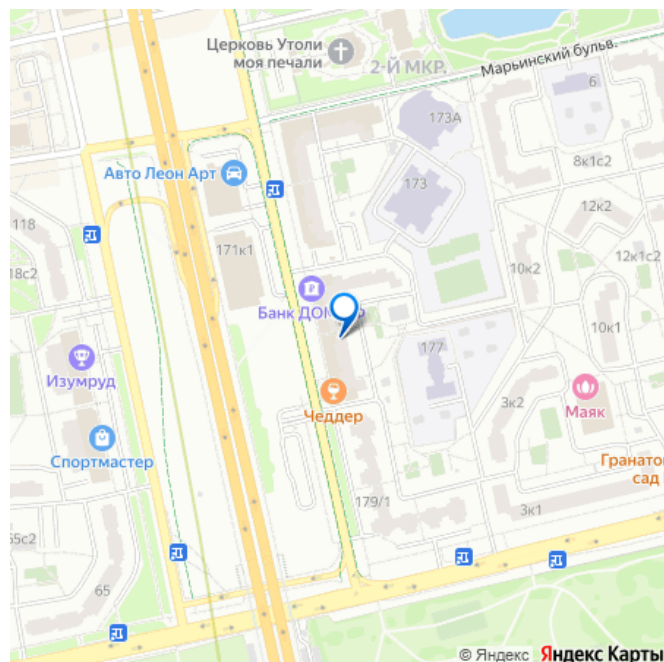 Церковь Утоли
моя печали
2-Й МКР.
Марьинский бульв.
6
173А
8к1с2
Авто Леон Арт
173
118
171к1
12к2
12к1с2
18с2
10к2
Банк ДОМ
10к1
177
Изумруд
Чеддер
3к2
Маяк
Спортмастер
Гранато
сад
179/1
3к1
65с2
65
© Яндекс Яндекс Карты